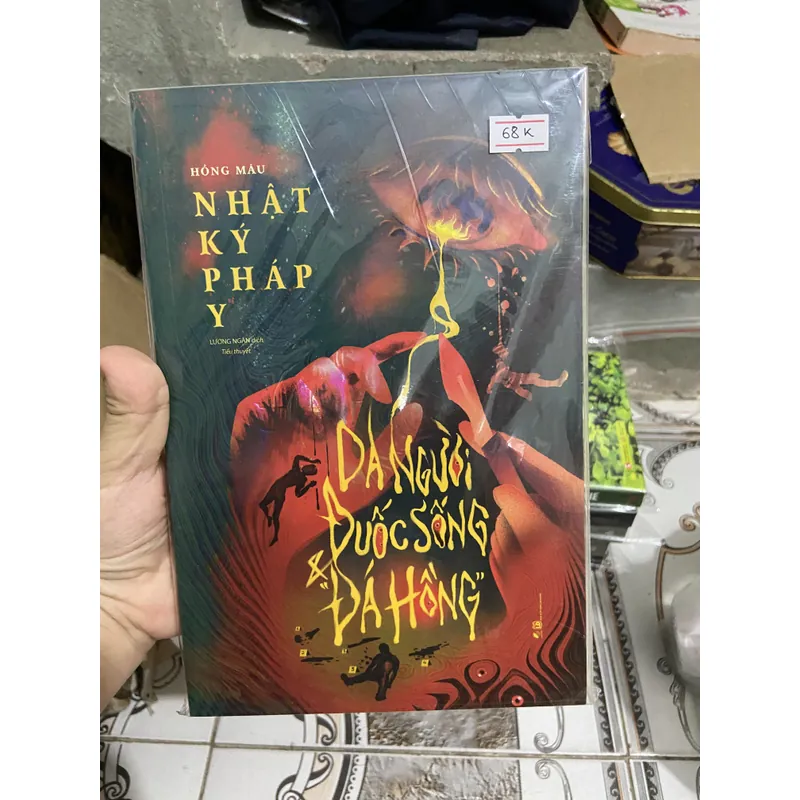 68K
HỒNG MÂU
NHẬT
KÝ
PHÁP
Y
LƯƠNG NGÂN dịch
Tiểu thuyết
DA NGƯỜI
ĐUỐC SỐNG
& "ĐÁ HỒNG"